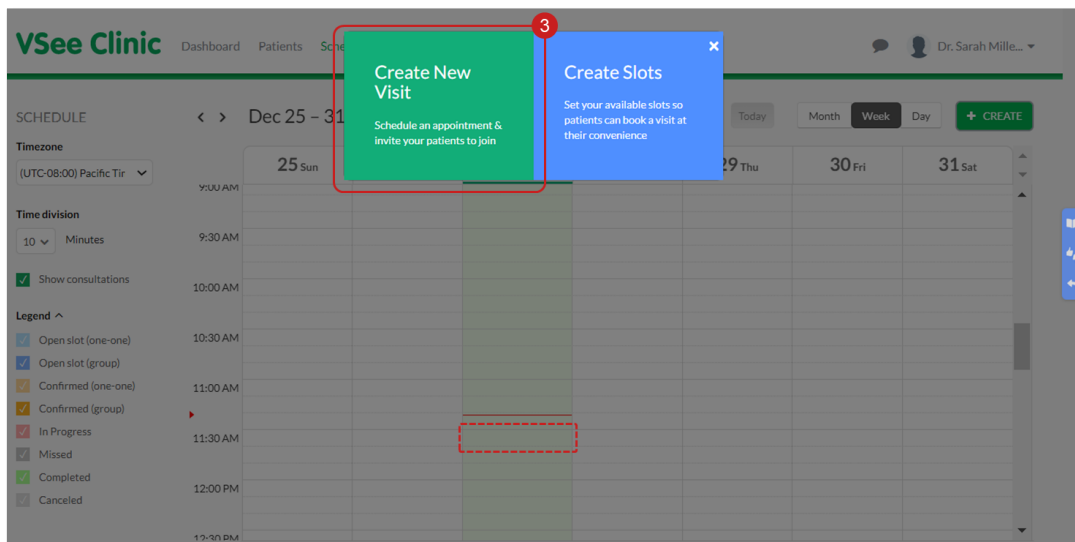 3
VSee Clinic
Dashboard
Patients
Dr. Sarah Mille...
Create New
Visit
Schedule an appointment &
invite your patients to join
Create Slots
Set your available slots so
patients can book a visit at
their convenience
SCHEDULE
Dec 25 – 31
Today
Month
Week
Day
+ CREATE
Timezone
(UTC-08:00) Pacific Tir
Time division
10
Minutes
Show consultations
Legend
Open slot (one-one)
Open slot (group)
Confirmed (one-one)
Confirmed (group)
In Progress
Missed
Completed
Canceled
25 Sun
29 Thu
30 Fri
31 Sat
9:00 AM
9:30 AM
10:00 AM
10:30 AM
11:00 AM
11:30 AM
12:00 PM
12:30 PM